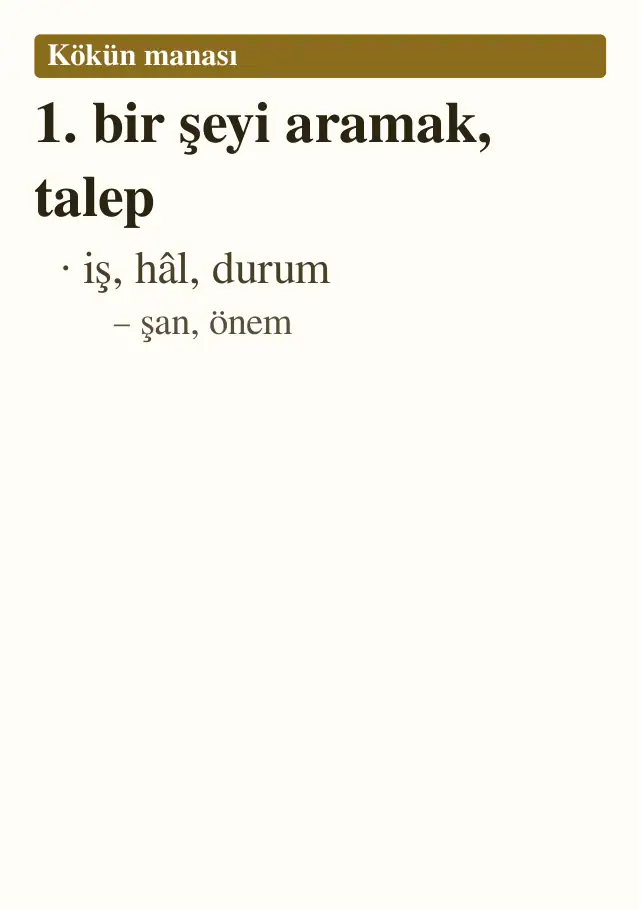 Kökün manası
1. bir şeyi aramak,
talep
· iş, hâl, durum
– şan, önem